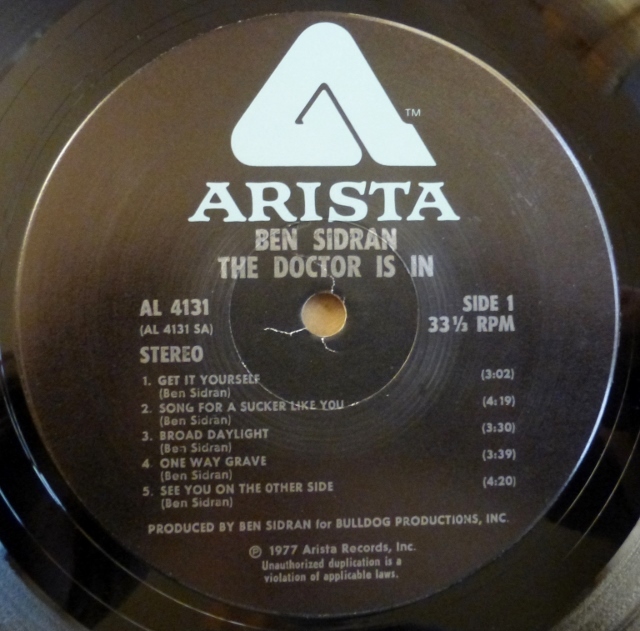 TM
ARISTA
BEN SIDRAN
THE DOCTOR IS IN
AL 4131 SIDE 1
(AL 4131 SA) 33⅓ RPM
STEREO
1. GET IT YOURSELF (3:02)
(Ben Sidran)
2. SONG FOR A SUCKER LIKE YOU (4:19)
(Ben Sidran)
3. BROAD DAYLIGHT (3:30)
(Ben Sidran)
4 ONE WAY GRAVE (3:39)
(Ben Sidran)
5. SEE YOU ON THE OTHER SIDE (4:20)
(Ben Sidran)
PRODUCED BY BEN SIDRAN for BULLDOG PRODUCTIONS, INC.
℗ 1977 Arista Records, Inc.
Unauthorized duplication is a
violation of applicable laws.